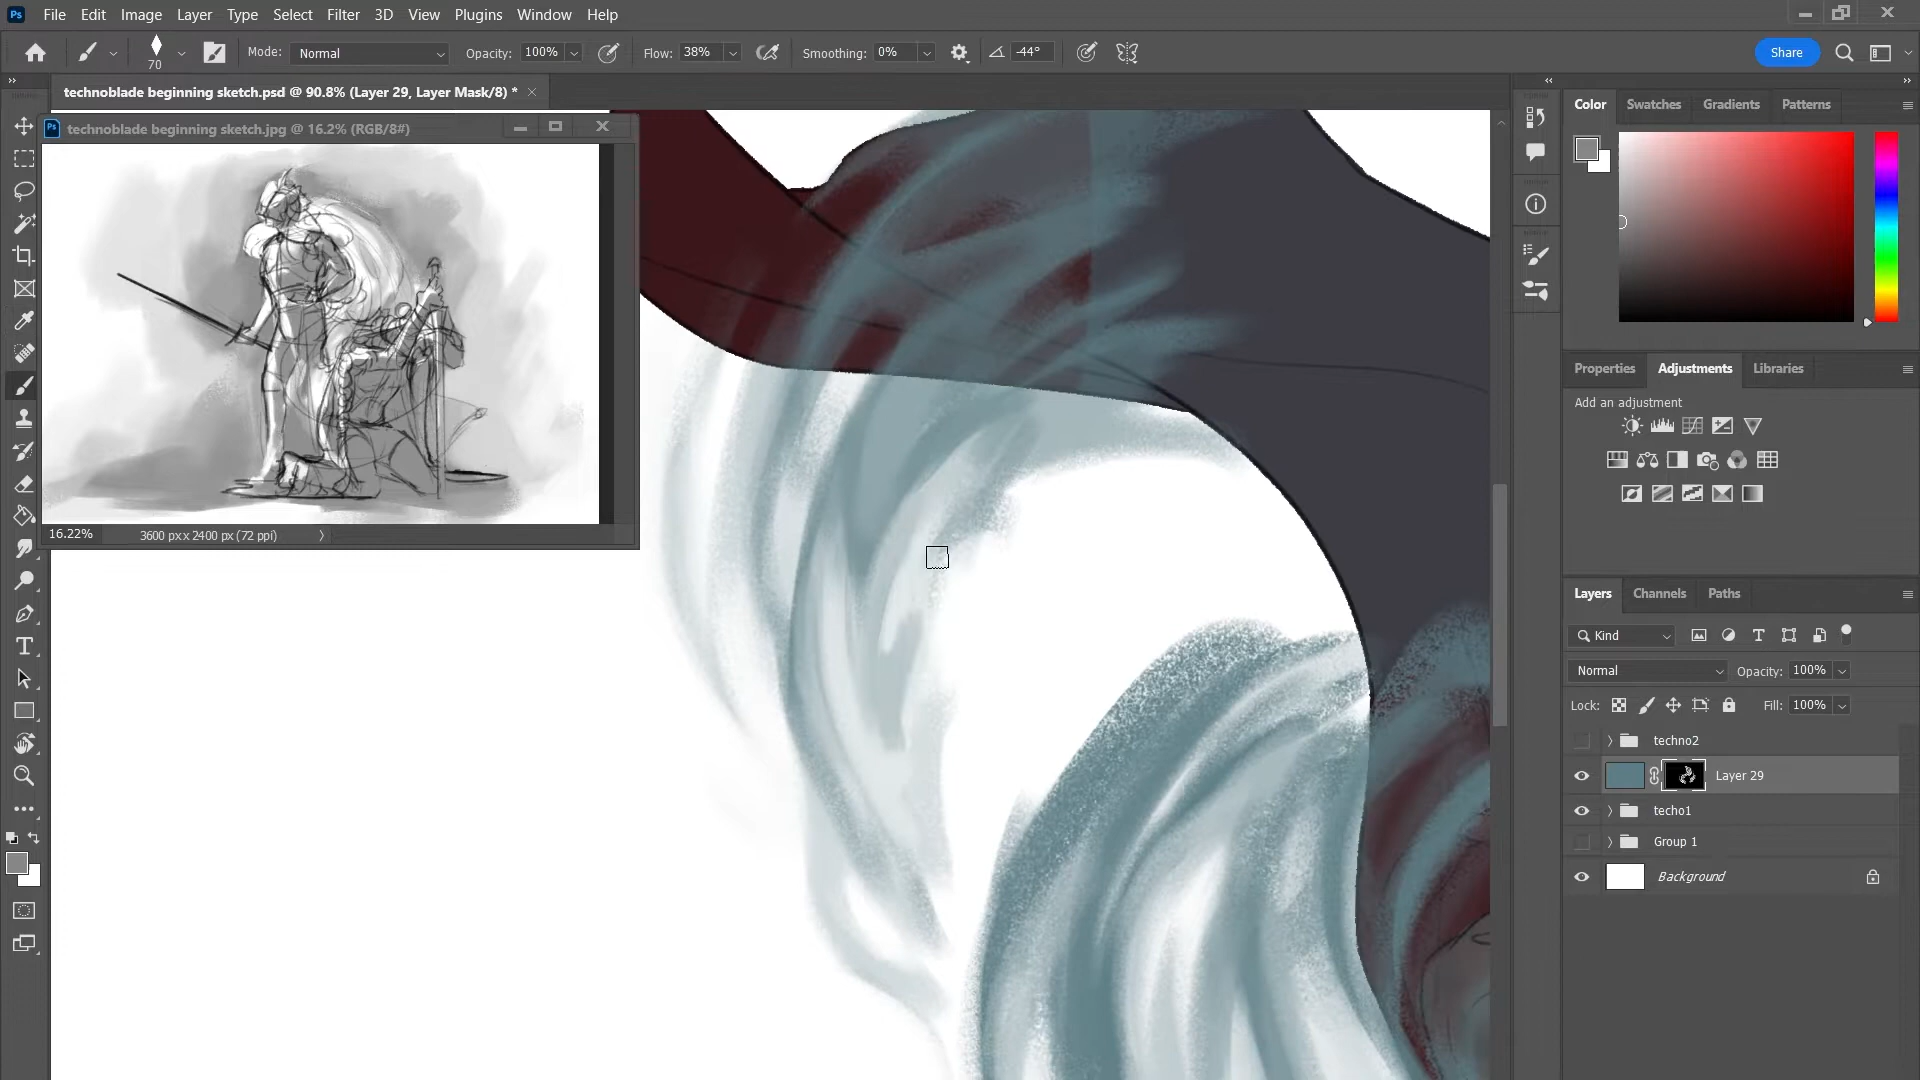 Ps File Edit Image Layer Type Select Filter 3D View Plugins Window Help
70 Mode: Normal Opacity: 100% Flow: 38% Smoothing: 0% -44° Share
technoblade beginning sketch.psd @ 90.8% (Layer 29, Layer Mask/8) *
Ps technoblade beginning sketch.jpg @ 16.2% (RGB/8#)
16.22% 3600 px x 2400 px (72 ppi)
Color Swatches Gradients Patterns
Properties Adjustments Libraries
Add an adjustment
Layers Channels Paths
Kind
Normal Opacity: 100%
Lock: Fill: 100%
techno2
Layer 29
techo1
Group 1
Background